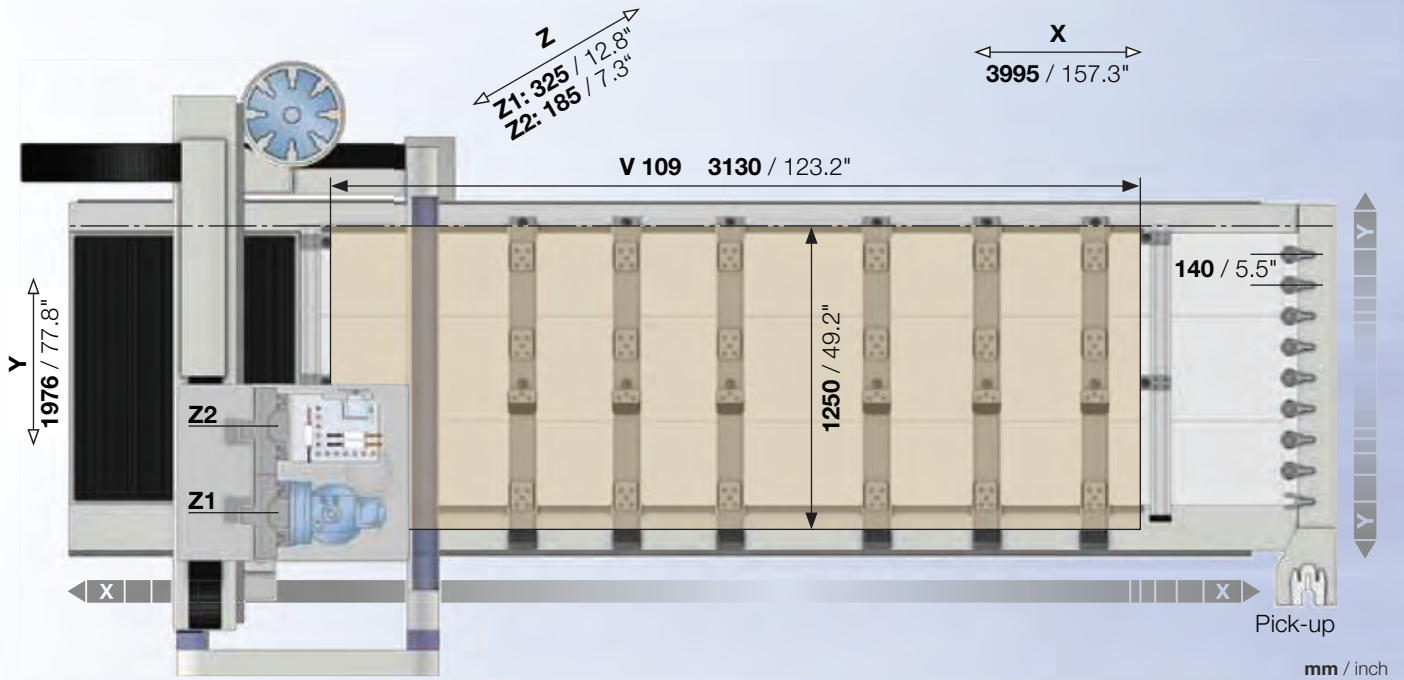 Z
Z1: 325 / 12.8"
Z2: 185 / 7.3“
X
3995 / 157.3"
V 109 3130 / 123.2"
Y
1976 / 77.8"
1250 / 49.2"
140 / 5.5"
Y
Y
Z2
Z1
X
X
Pick-up
mm / inch